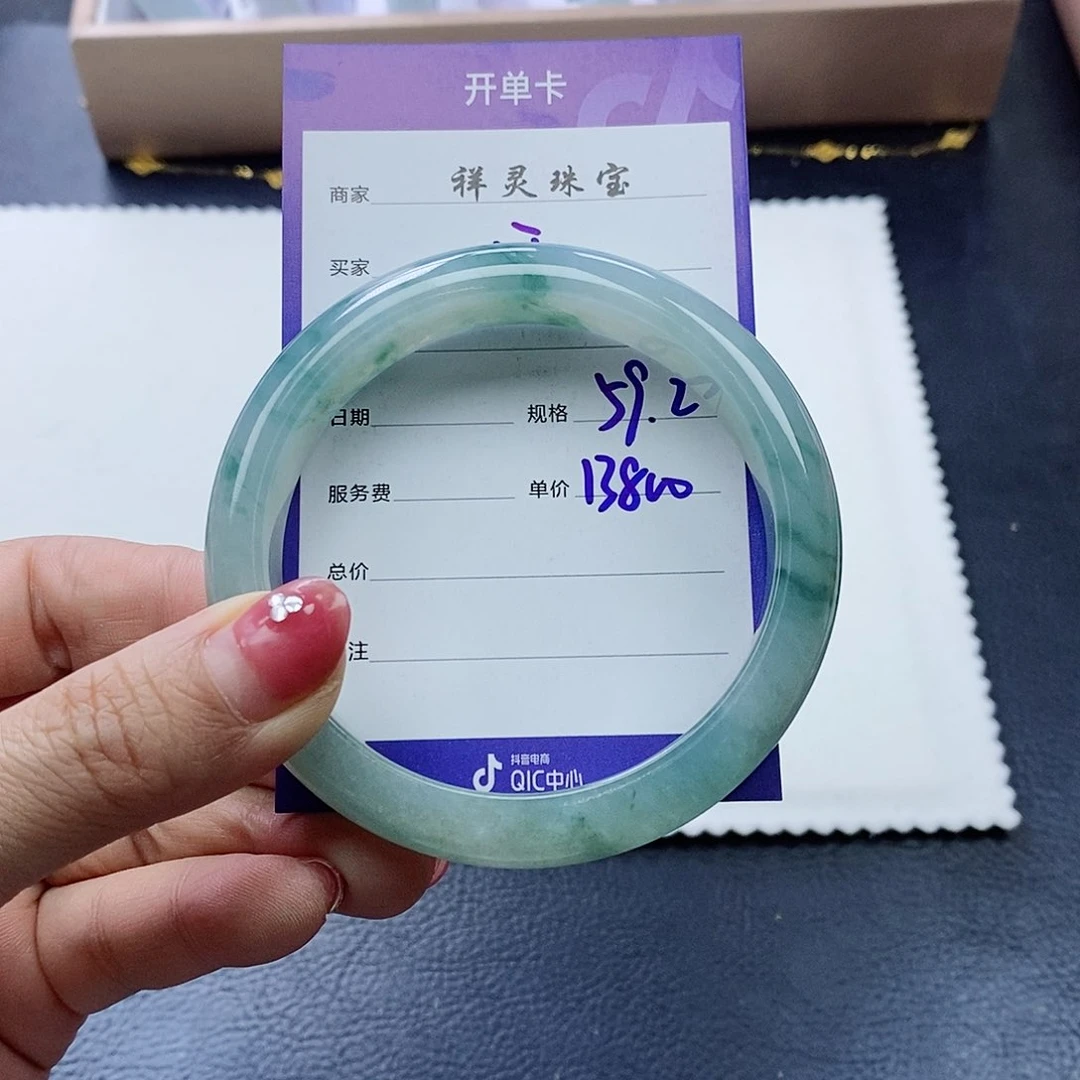 开单卡
商家 祥灵珠宝
买家
日期 规格 59.2
服务费 单价 13800
总价
注
抖音电商
QIC中心